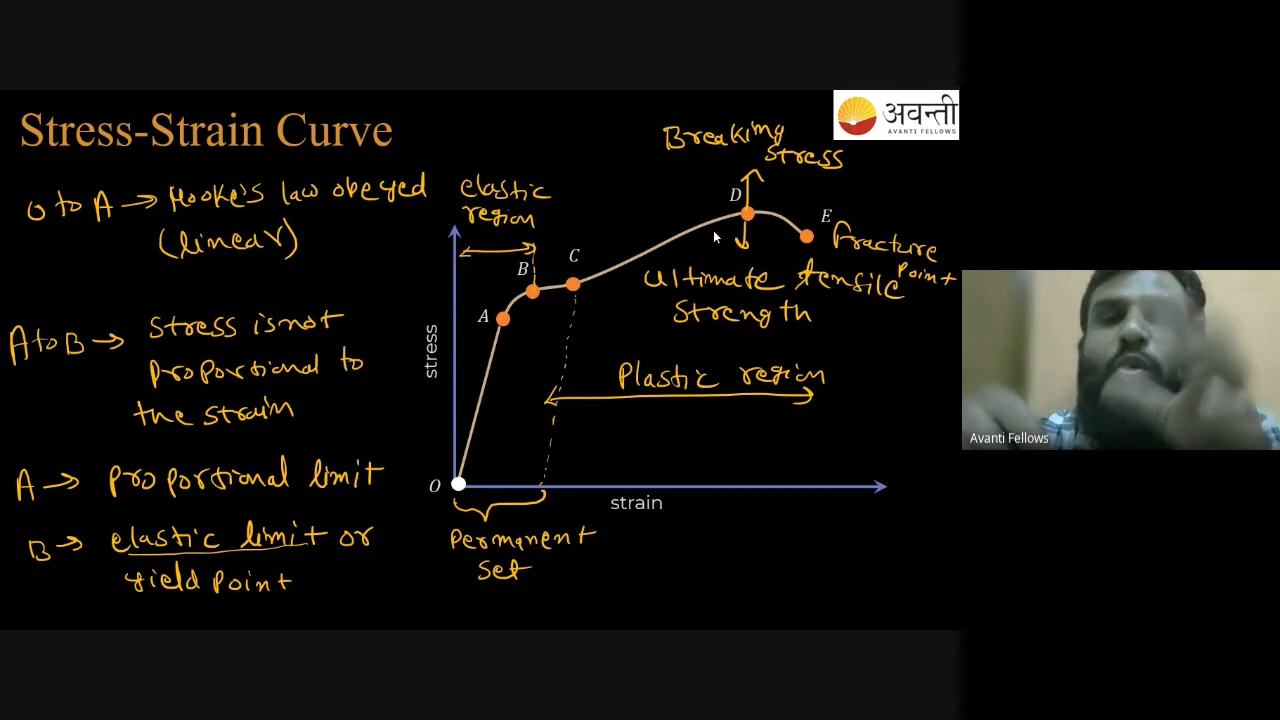 Stress-Strain Curve
अवन्ती
AVANTI FELLOWS
O to A → Hooke's law obeyed
(linear)
A to B → Stress is not
proportional to
the strain
A → proportional limit
B → elastic limit or
yield point
elastic
region
Breaking
stress
D
E
Fracture
point
B
C
A
Ultimate tensile
strength
Plastic region
stress
O
strain
Permanent
set
Avanti Fellows